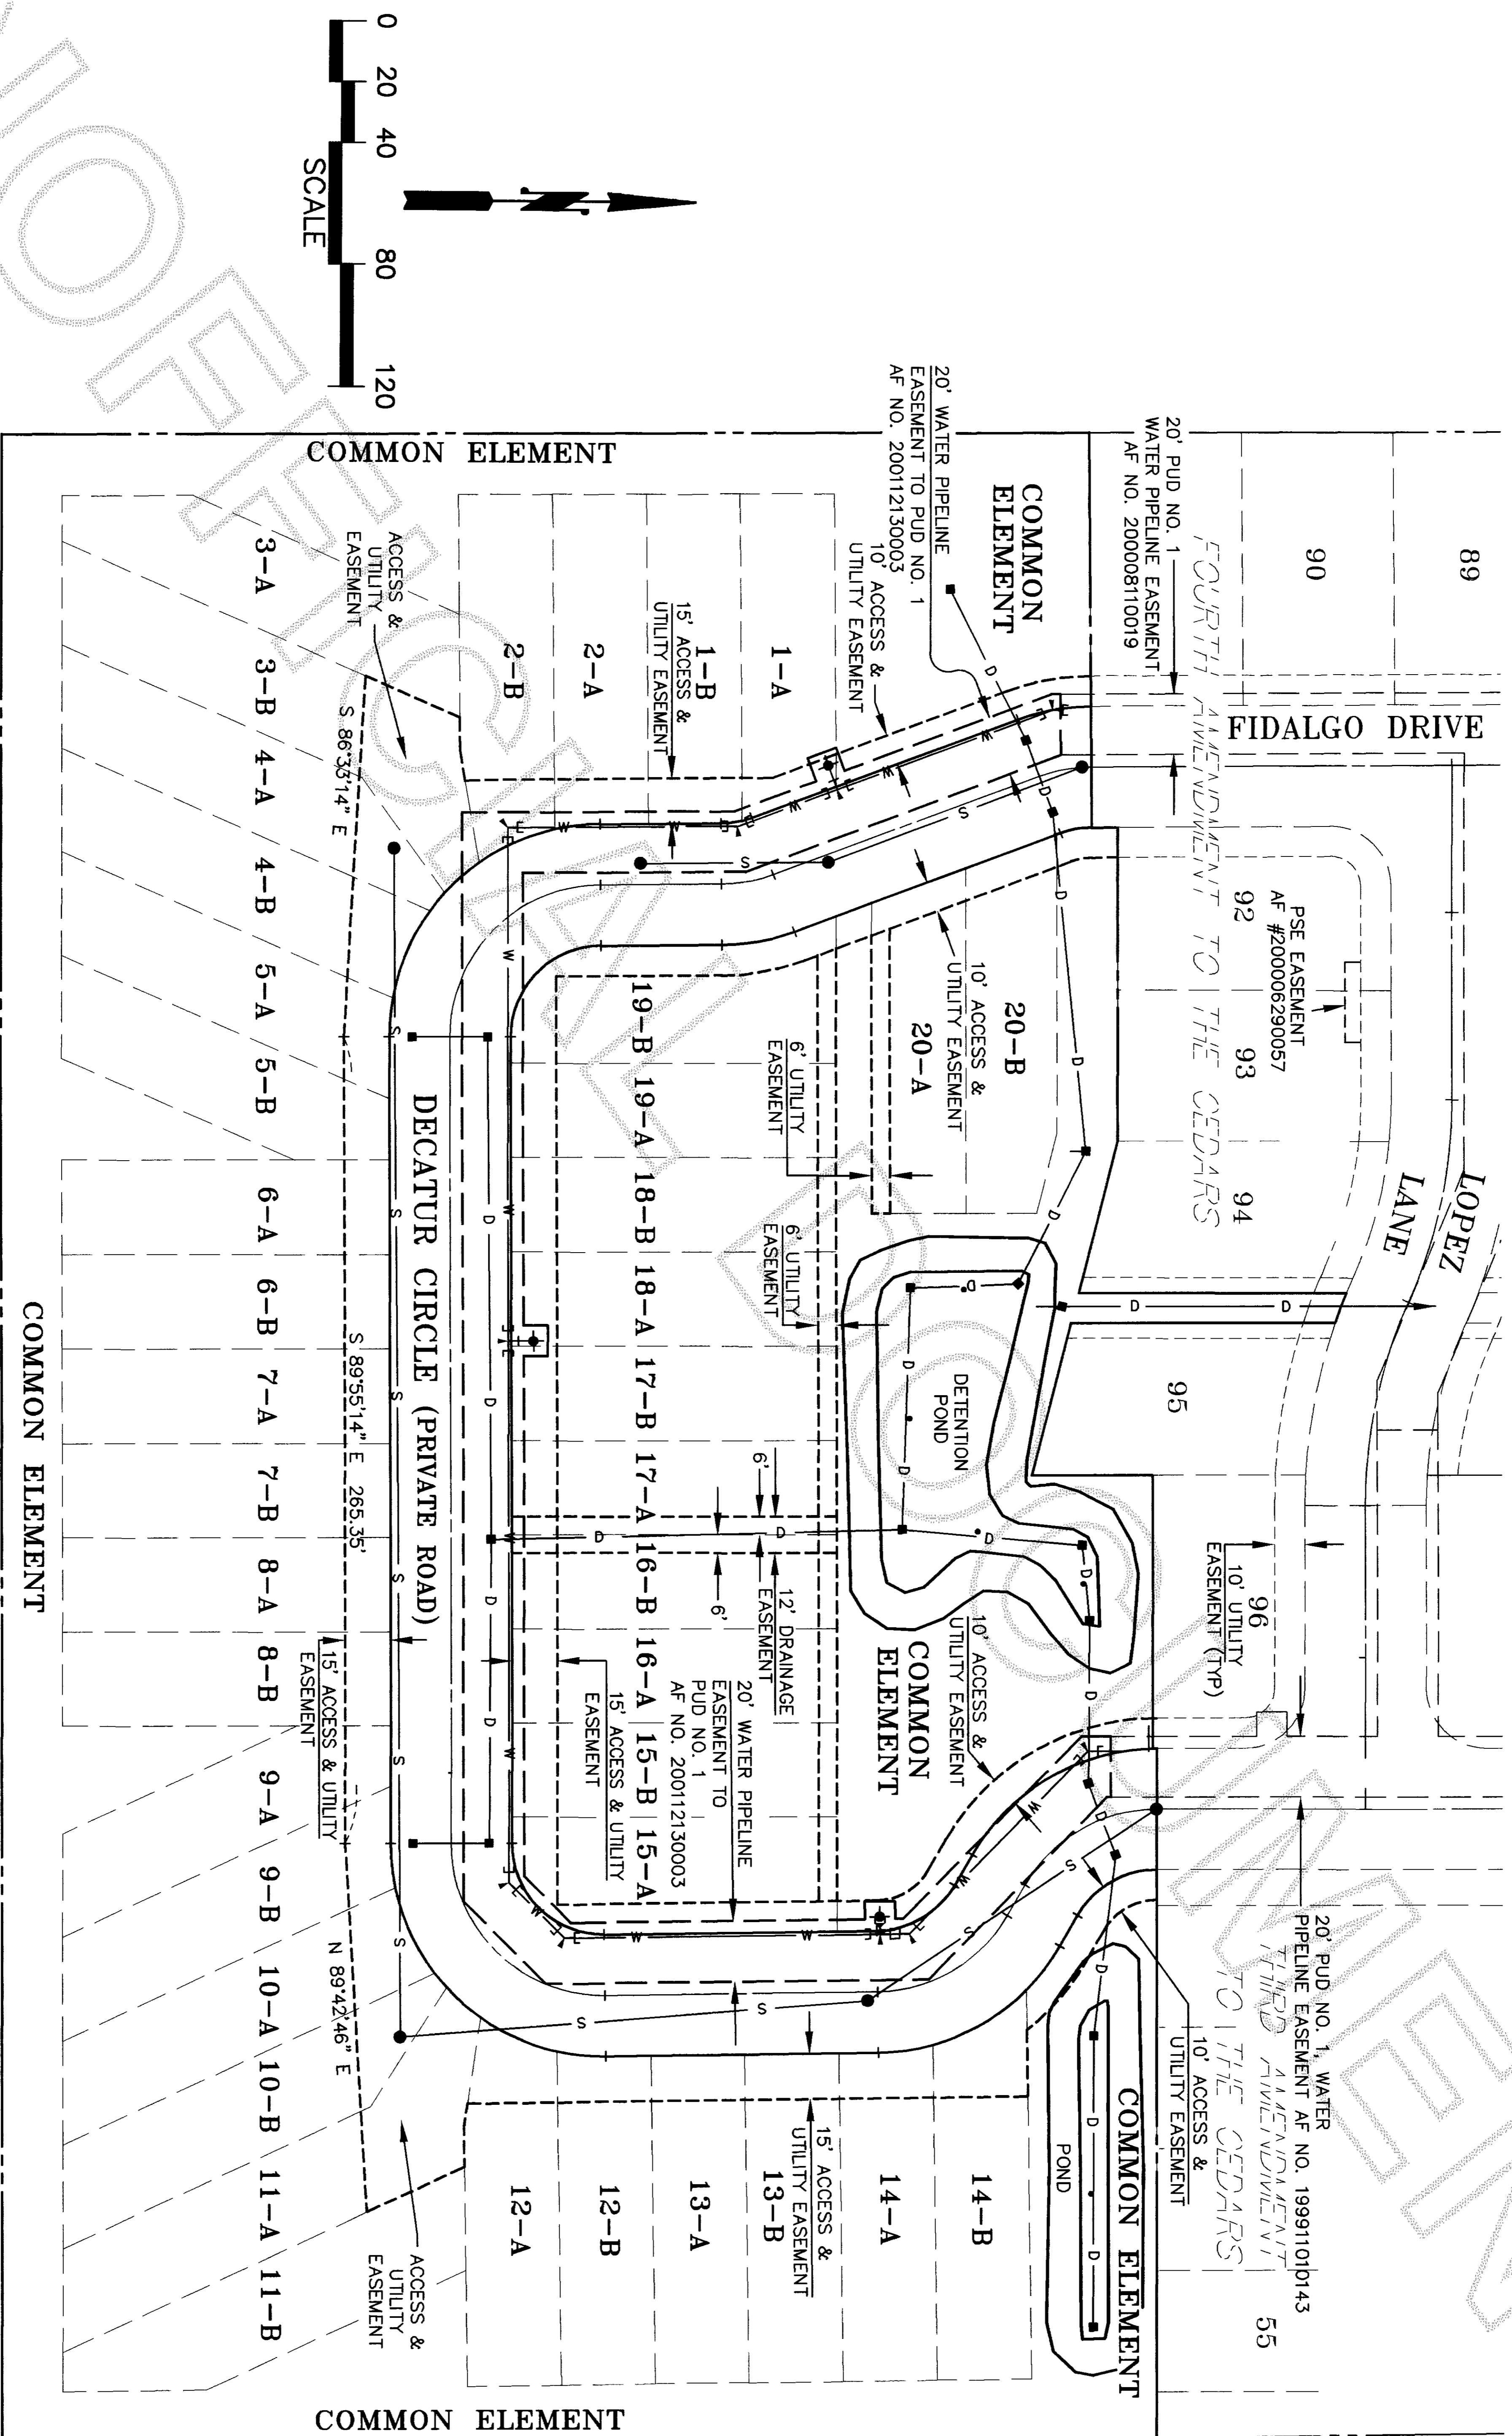 0 20 40 80 120
SCALE
89
90
FIDALGO DRIVE
LOPEZ
LANE
20' PUD NO. 1
WATER PIPELINE EASEMENT
AF NO. 200008110019
FOURTH AMENDMENT TO THE CEDARS
92
93
94
95
96
55
PSE EASEMENT
AF #200006290057
10' UTILITY
EASEMENT (TYP)
20' PUD NO. 1, WATER
PIPELINE EASEMENT AF NO. 199911010143
THIRD AMENDMENT
TO THE CEDARS
10' ACCESS &
UTILITY EASEMENT
COMMON
ELEMENT
20' WATER PIPELINE
EASEMENT TO PUD NO. 1
AF NO. 200112130003
10' ACCESS &
UTILITY EASEMENT
10' ACCESS &
UTILITY EASEMENT
20-B
20-A
DETENTION
POND
COMMON
ELEMENT
10' ACCESS &
UTILITY EASEMENT
COMMON ELEMENT
POND
1-A
1-B
15' ACCESS &
UTILITY EASEMENT
2-A
2-B
6' UTILITY
EASEMENT
6' UTILITY
EASEMENT
6'
6'
12' DRAINAGE
EASEMENT
20' WATER PIPELINE
EASEMENT TO
PUD NO. 1
AF NO. 200112130003
19-B 19-A 18-B 18-A 17-B 17-A 16-B 16-A 15-B 15-A
15' ACCESS & UTILITY
EASEMENT
14-B
14-A
15' ACCESS &
UTILITY EASEMENT
13-B
13-A
12-B
12-A
DECATUR CIRCLE (PRIVATE ROAD)
ACCESS &
UTILITY
EASEMENT
S 86°33'14" E
S 89°55'14" E 265.35'
N 89°42'46" E
15' ACCESS & UTILITY
EASEMENT
ACCESS &
UTILITY
EASEMENT
3-A 3-B 4-A 4-B 5-A 5-B 6-A 6-B 7-A 7-B 8-A 8-B 9-A 9-B 10-A 10-B 11-A 11-B
COMMON ELEMENT
COMMON ELEMENT
COMMON ELEMENT
UNOFFICIAL DOCUMENT